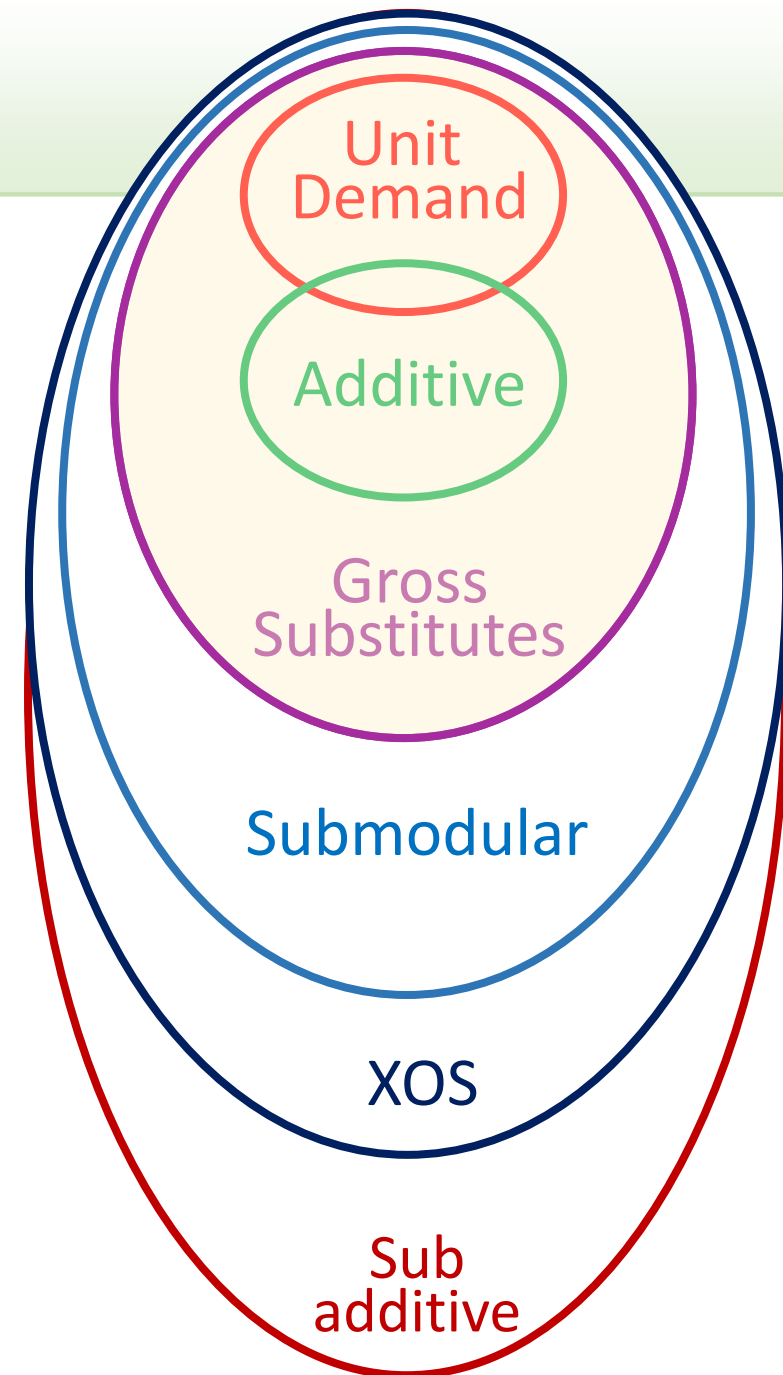 Unit
Demand
Additive
Gross
Substitutes
Submodular
XOS
Sub
additive